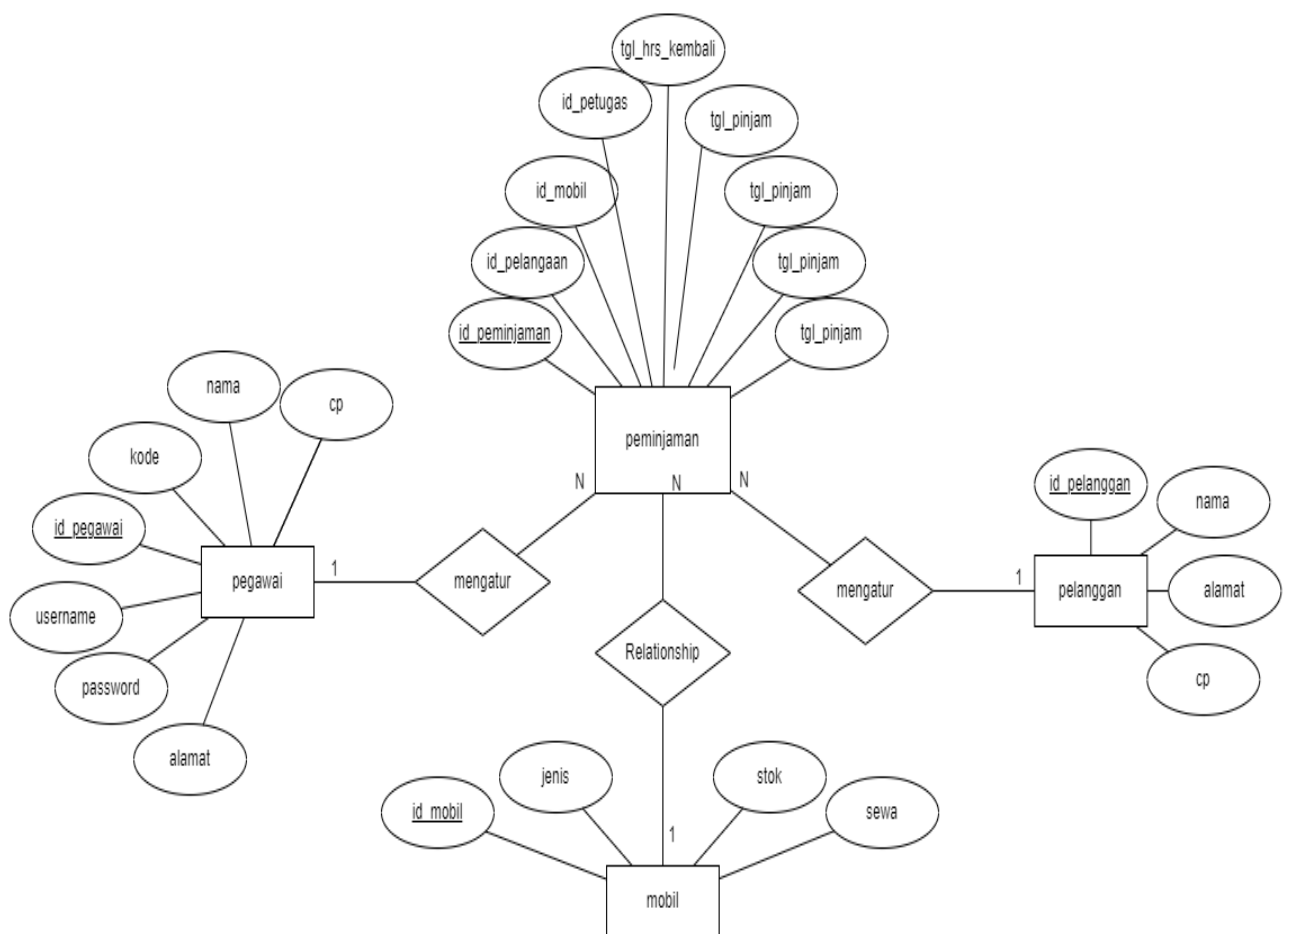 tgl_hrs_kembali
id_petugas
tgl_pinjam
id_mobil
tgl_pinjam
id_pelangaan
tgl_pinjam
id_peminjaman
tgl_pinjam
nama
cp
peminjaman
kode
N
N
N
id_pelanggan
nama
id_pegawai
pegawai
1
mengatur
mengatur
1
pelanggan
alamat
username
Relationship
password
cp
alamat
jenis
stok
id_mobil
sewa
1
mobil